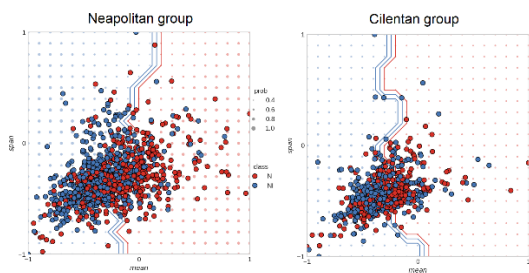 Neapolitan group
Cilentan group
1
0
-1
span
-1
0
1
mean
prob
0.4
0.6
0.8
1.0
class
N
NI
1
0
-1
span
-1
0
mean